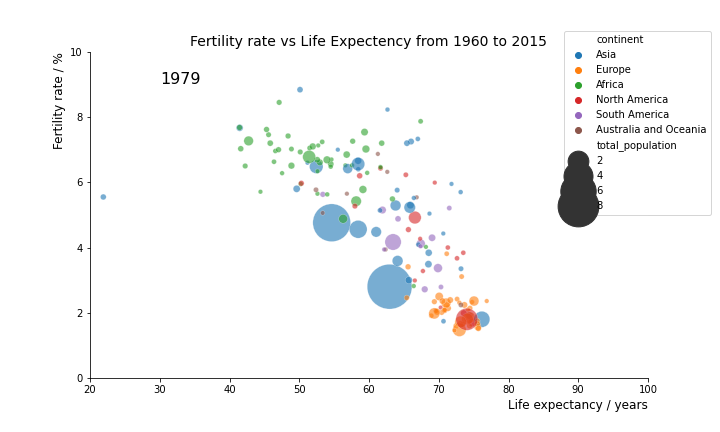 Fertility rate vs Life Expectency from 1960 to 2015
Fertility rate / %
10
8
6
4
2
0
1979
20
30
40
50
60
70
80
90
100
Life expectancy / years
continent
Asia
Europe
Africa
North America
South America
Australia and Oceania
total_population
2
4
6
8